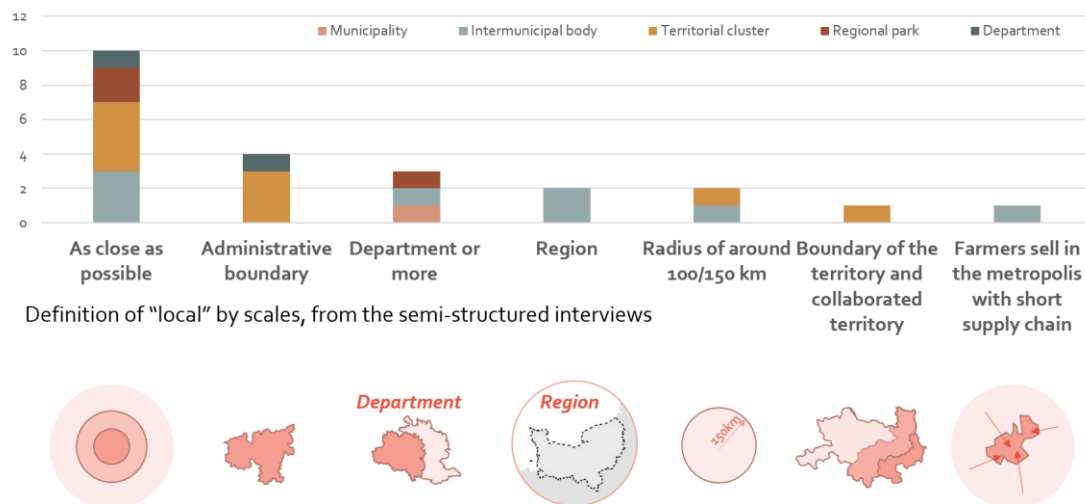 12
10
8
6
4
2
0
Municipality Intermunicipal body Territorial cluster Regional park Department
As close as
possible
Administrative
boundary
Department or
more
Region
Radius of around
100/150 km
Boundary of the
territory and
collaborated
territory
Farmers sell in
the metropolis
with short
supply chain
Definition of “local” by scales, from the semi-structured interviews
Department
Region
150km